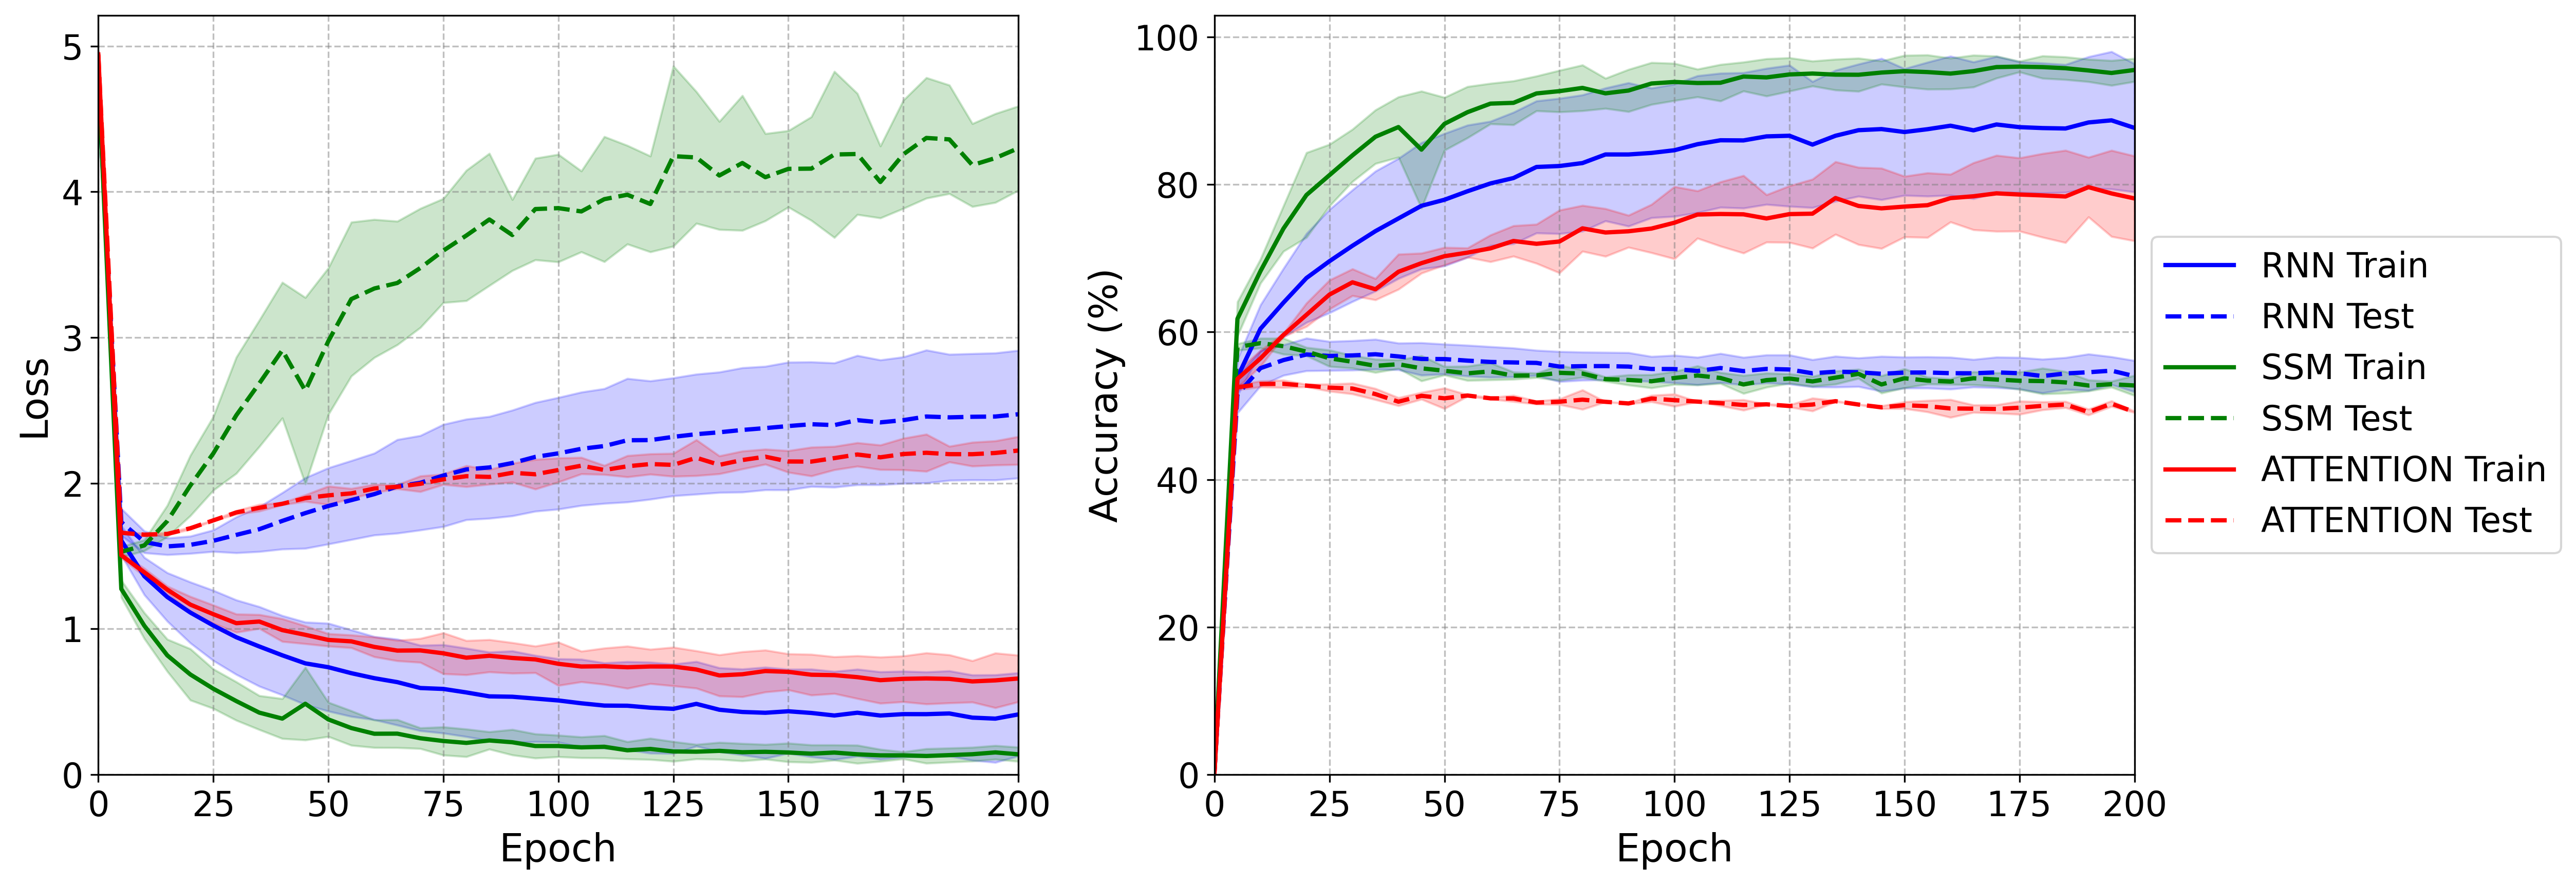 5
4
3
2
1
0
Loss
0 25 50 75 100 125 150 175 200
Epoch
100
80
60
40
20
0
Accuracy (%)
0 25 50 75 100 125 150 175 200
Epoch
RNN Train
RNN Test
SSM Train
SSM Test
ATTENTION Train
ATTENTION Test